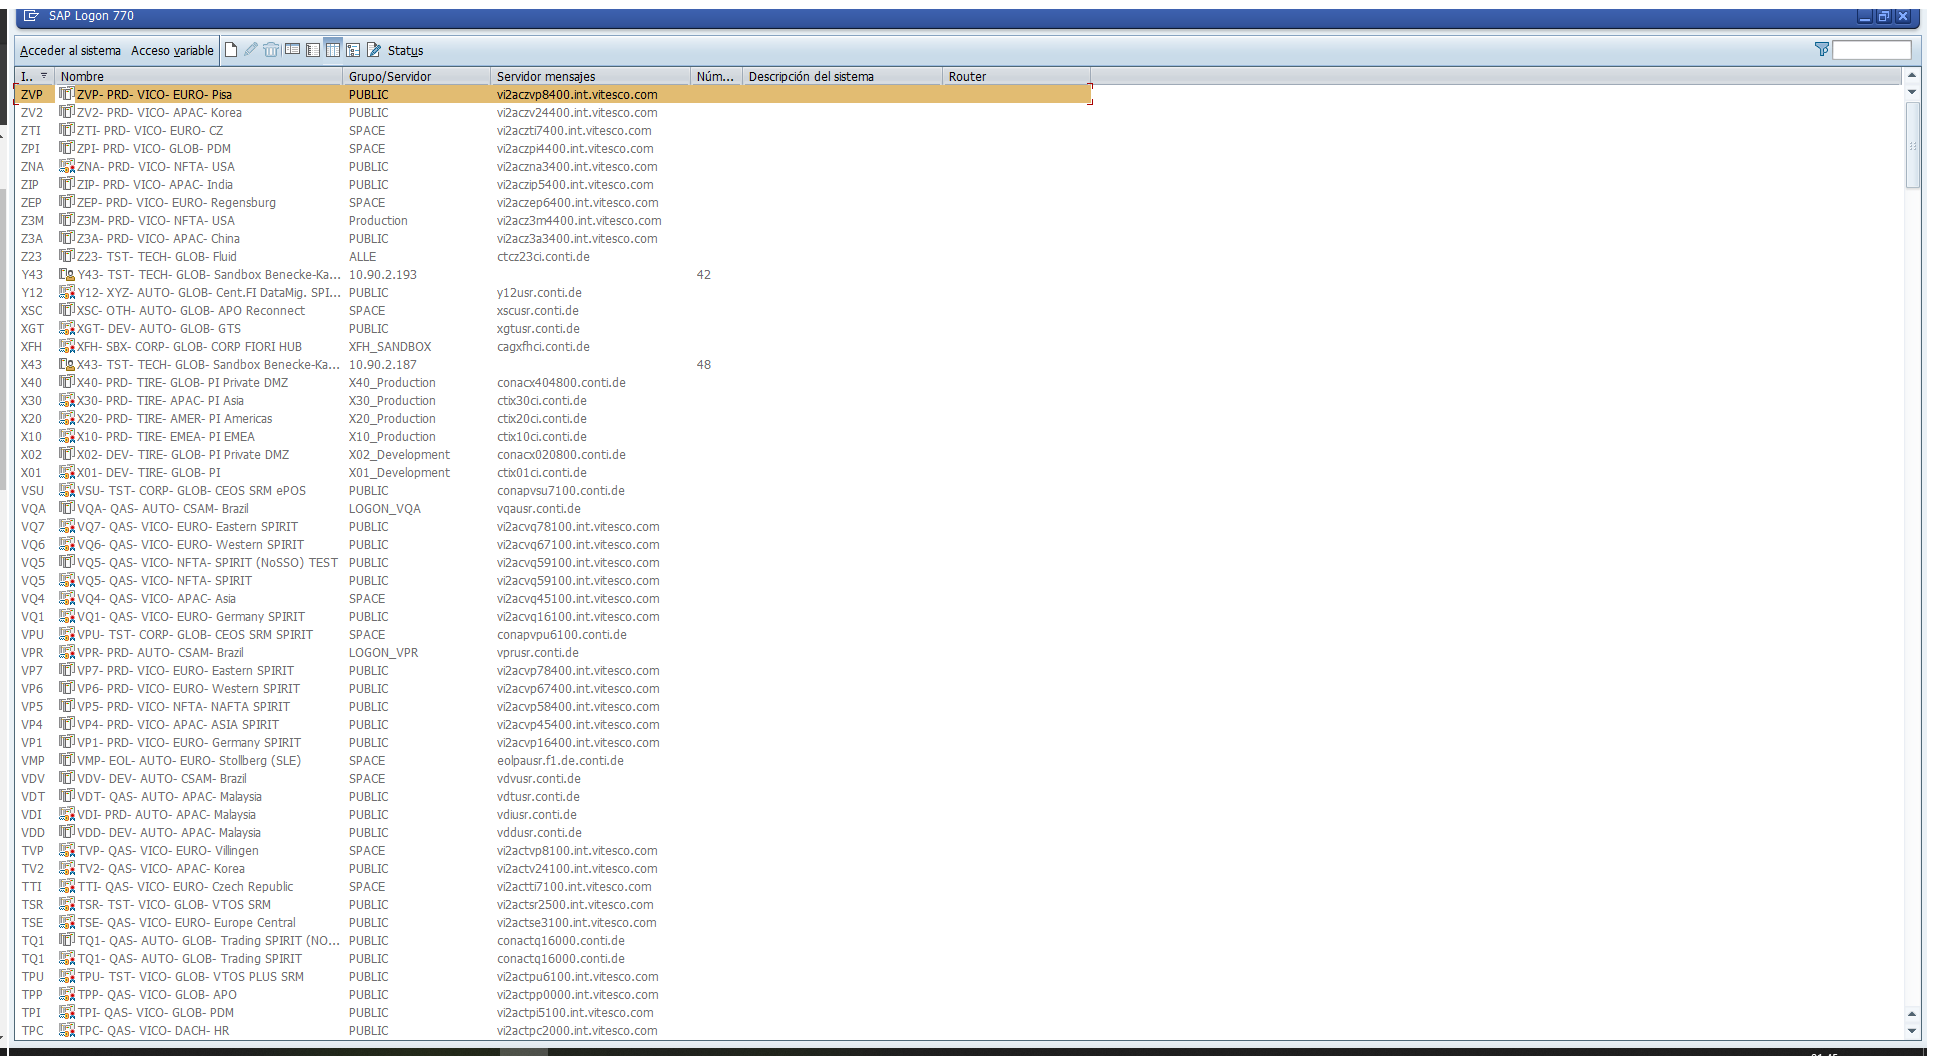 SAP Logon 770
Acceder al sistema Acceso variable Status
I.. Nombre Grupo/Servidor Servidor mensajes Núm... Descripción del sistema Router
ZVP ZVP- PRD- VICO- EURO- Pisa PUBLIC vi2aczvp8400.int.vitesco.com
ZV2 ZV2- PRD- VICO- APAC- Korea PUBLIC vi2aczv24400.int.vitesco.com
ZTI ZTI- PRD- VICO- EURO- CZ SPACE vi2aczti7400.int.vitesco.com
ZPI ZPI- PRD- VICO- GLOB- PDM SPACE vi2aczpi4400.int.vitesco.com
ZNA ZNA- PRD- VICO- NFTA- USA PUBLIC vi2aczna3400.int.vitesco.com
ZIP ZIP- PRD- VICO- APAC- India PUBLIC vi2aczip5400.int.vitesco.com
ZEP ZEP- PRD- VICO- EURO- Regensburg SPACE vi2aczep6400.int.vitesco.com
Z3M Z3M- PRD- VICO- NFTA- USA Production vi2acz3m4400.int.vitesco.com
Z3A Z3A- PRD- VICO- APAC- China PUBLIC vi2acz3a3400.int.vitesco.com
Z23 Z23- TST- TECH- GLOB- Fluid ALLE ctcz23ci.conti.de
Y43 Y43- TST- TECH- GLOB- Sandbox Benecke-Ka... 10.90.2.193 42
Y12 Y12- XYZ- AUTO- GLOB- Cent.FI DataMig. SPI... PUBLIC y12usr.conti.de
XSC XSC- OTH- AUTO- GLOB- APO Reconnect SPACE xscusr.conti.de
XGT XGT- DEV- AUTO- GLOB- GTS PUBLIC xgtusr.conti.de
XFH XFH- SBX- CORP- GLOB- CORP FIORI HUB XFH_SANDBOX cagxfhci.conti.de
X43 X43- TST- TECH- GLOB- Sandbox Benecke-Ka... 10.90.2.187 48
X40 X40- PRD- TIRE- GLOB- PI Private DMZ X40_Production conacx404800.conti.de
X30 X30- PRD- TIRE- APAC- PI Asia X30_Production ctix30ci.conti.de
X20 X20- PRD- TIRE- AMER- PI Americas X20_Production ctix20ci.conti.de
X10 X10- PRD- TIRE- EMEA- PI EMEA X10_Production ctix10ci.conti.de
X02 X02- DEV- TIRE- GLOB- PI Private DMZ X02_Development conacx020800.conti.de
X01 X01- DEV- TIRE- GLOB- PI X01_Development ctix01ci.conti.de
VSU VSU- TST- CORP- GLOB- CEOS SRM ePOS PUBLIC conapvsu7100.conti.de
VQA VQA- QAS- AUTO- CSAM- Brazil LOGON_VQA vqausr.conti.de
VQ7 VQ7- QAS- VICO- EURO- Eastern SPIRIT PUBLIC vi2acvq78100.int.vitesco.com
VQ6 VQ6- QAS- VICO- EURO- Western SPIRIT PUBLIC vi2acvq67100.int.vitesco.com
VQ5 VQ5- QAS- VICO- NFTA- SPIRIT (NoSSO) TEST PUBLIC vi2acvq59100.int.vitesco.com
VQ5 VQ5- QAS- VICO- NFTA- SPIRIT PUBLIC vi2acvq59100.int.vitesco.com
VQ4 VQ4- QAS- VICO- APAC- Asia SPACE vi2acvq45100.int.vitesco.com
VQ1 VQ1- QAS- VICO- EURO- Germany SPIRIT PUBLIC vi2acvq16100.int.vitesco.com
VPU VPU- TST- CORP- GLOB- CEOS SRM SPIRIT SPACE conapvpu6100.conti.de
VPR VPR- PRD- AUTO- CSAM- Brazil LOGON_VPR vprusr.conti.de
VP7 VP7- PRD- VICO- EURO- Eastern SPIRIT PUBLIC vi2acvp78400.int.vitesco.com
VP6 VP6- PRD- VICO- EURO- Western SPIRIT PUBLIC vi2acvp67400.int.vitesco.com
VP5 VP5- PRD- VICO- NFTA- NAFTA SPIRIT PUBLIC vi2acvp58400.int.vitesco.com
VP4 VP4- PRD- VICO- APAC- ASIA SPIRIT PUBLIC vi2acvp45400.int.vitesco.com
VP1 VP1- PRD- VICO- EURO- Germany SPIRIT PUBLIC vi2acvp16400.int.vitesco.com
VMP VMP- EOL- AUTO- EURO- Stollberg (SLE) SPACE eolpausr.f1.de.conti.de
VDV VDV- DEV- AUTO- CSAM- Brazil SPACE vdvusr.conti.de
VDT VDT- QAS- AUTO- APAC- Malaysia PUBLIC vdtusr.conti.de
VDI VDI- PRD- AUTO- APAC- Malaysia PUBLIC vdiusr.conti.de
VDD VDD- DEV- AUTO- APAC- Malaysia PUBLIC vddusr.conti.de
TVP TVP- QAS- VICO- EURO- Villingen SPACE vi2actvp8100.int.vitesco.com
TV2 TV2- QAS- VICO- APAC- Korea PUBLIC vi2actv24100.int.vitesco.com
TTI TTI- QAS- VICO- EURO- Czech Republic SPACE vi2actti7100.int.vitesco.com
TSR TSR- TST- VICO- GLOB- VTOS SRM PUBLIC vi2actsr2500.int.vitesco.com
TSE TSE- QAS- VICO- EURO- Europe Central PUBLIC vi2actse3100.int.vitesco.com
TQ1 TQ1- QAS- AUTO- GLOB- Trading SPIRIT (NO... PUBLIC conactq16000.conti.de
TQ1 TQ1- QAS- AUTO- GLOB- Trading SPIRIT PUBLIC conactq16000.conti.de
TPU TPU- TST- VICO- GLOB- VTOS PLUS SRM PUBLIC vi2actpu6100.int.vitesco.com
TPP TPP- QAS- VICO- GLOB- APO PUBLIC vi2actpp0000.int.vitesco.com
TPI TPI- QAS- VICO- GLOB- PDM PUBLIC vi2actpi5100.int.vitesco.com
TPC TPC- QAS- VICO- DACH- HR PUBLIC vi2actpc2000.int.vitesco.com